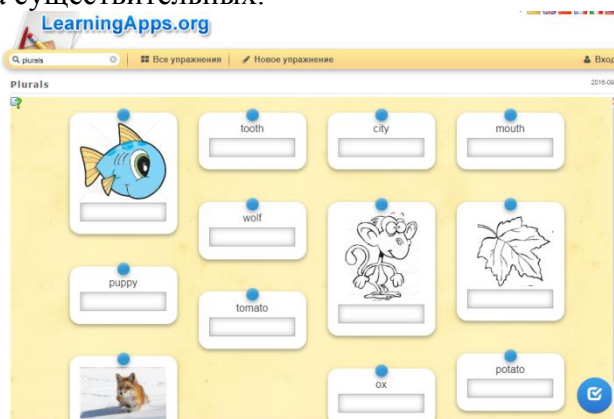 а существительных.
LearningApps.org
plurals
Все упражнения
Новое упражнение
Вход
Plurals
2016-09
tooth
city
mouth
wolf
puppy
tomato
ox
potato